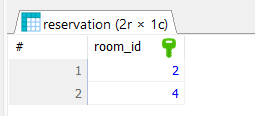 reservation (2r × 1c)
# room_id
1 2
2 4